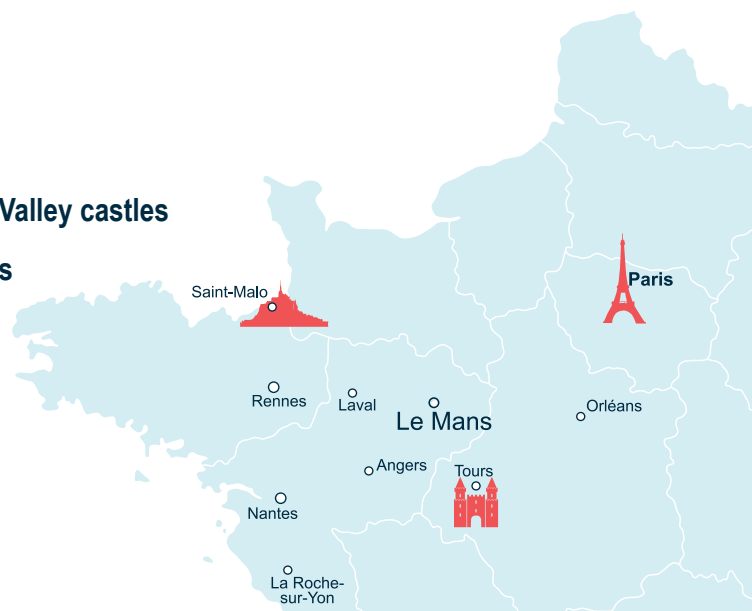 Valley castles
s
Saint-Malo
Paris
Rennes
Laval
Le Mans
Orléans
Angers
Tours
Nantes
La Roche-
sur-Yon